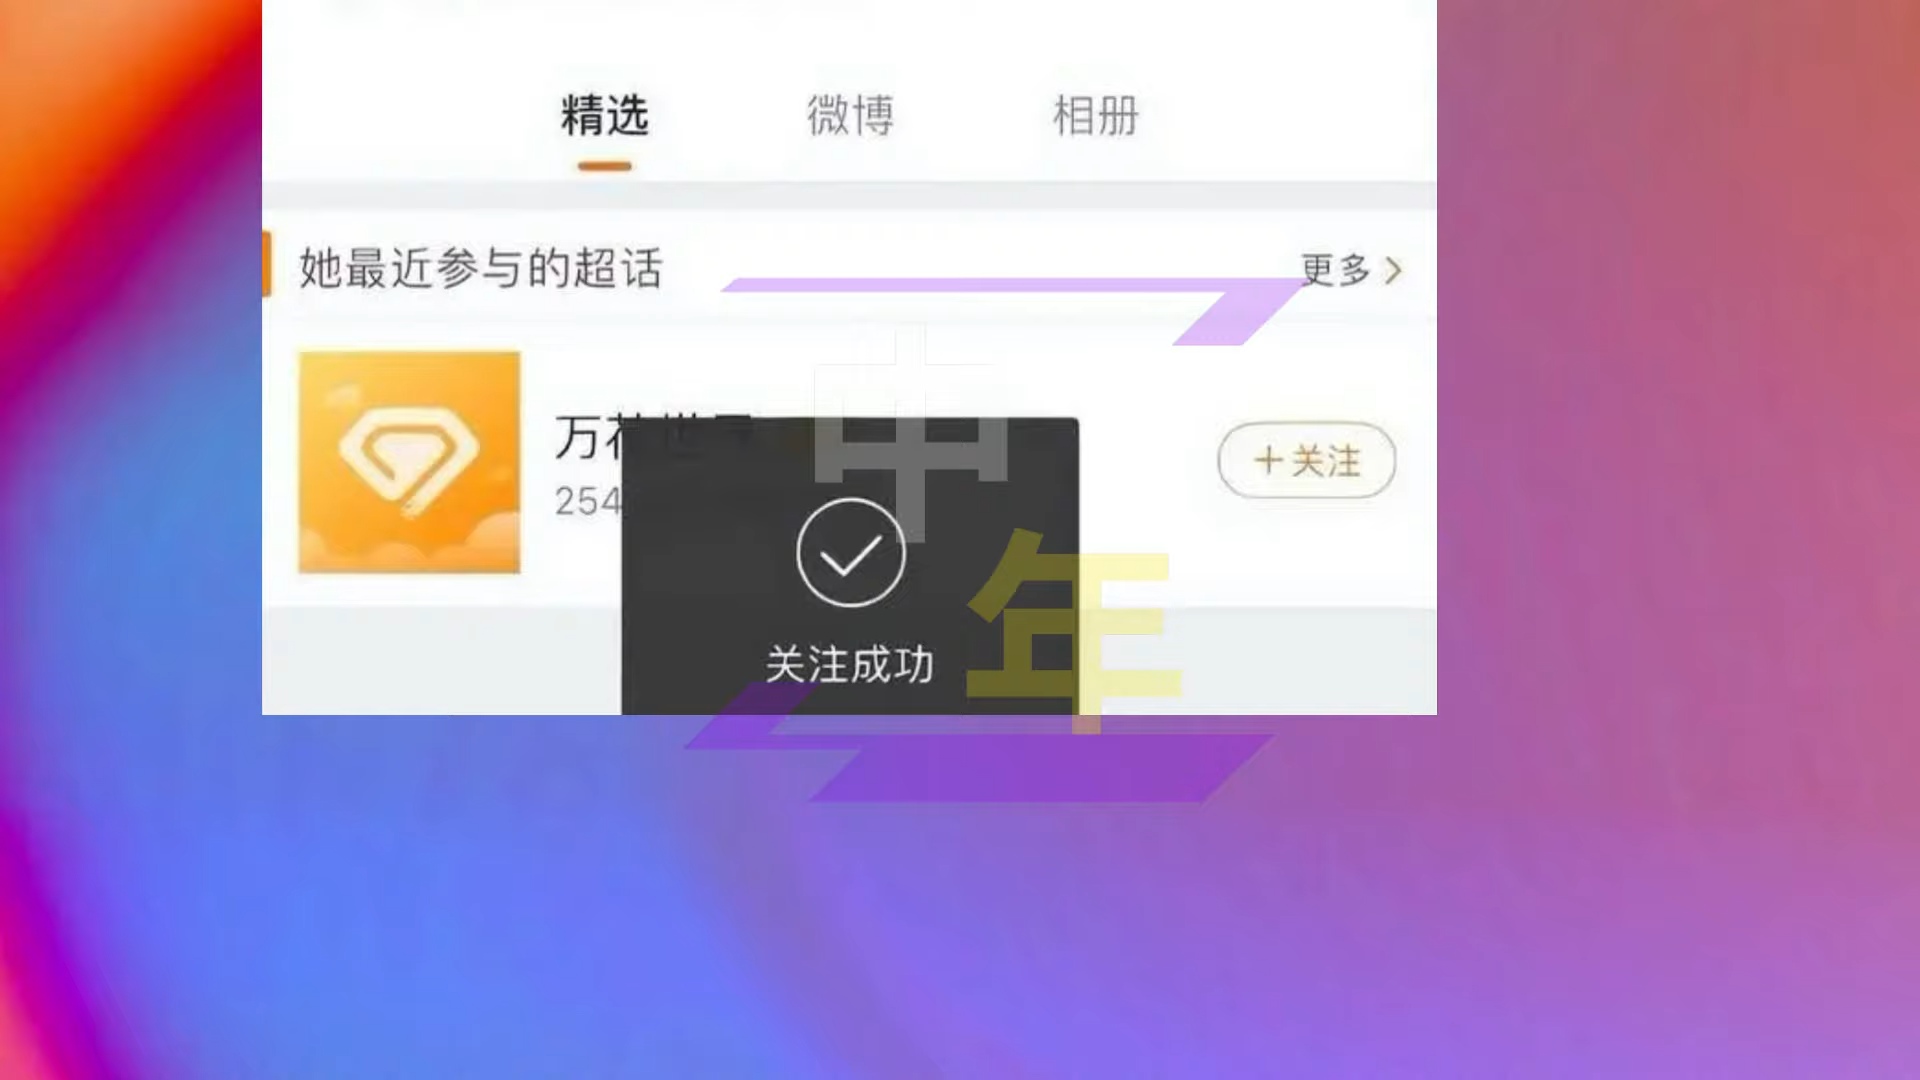 精选 微博 相册
她最近参与的超话 更多
万
254
+关注
关注成功
中
年